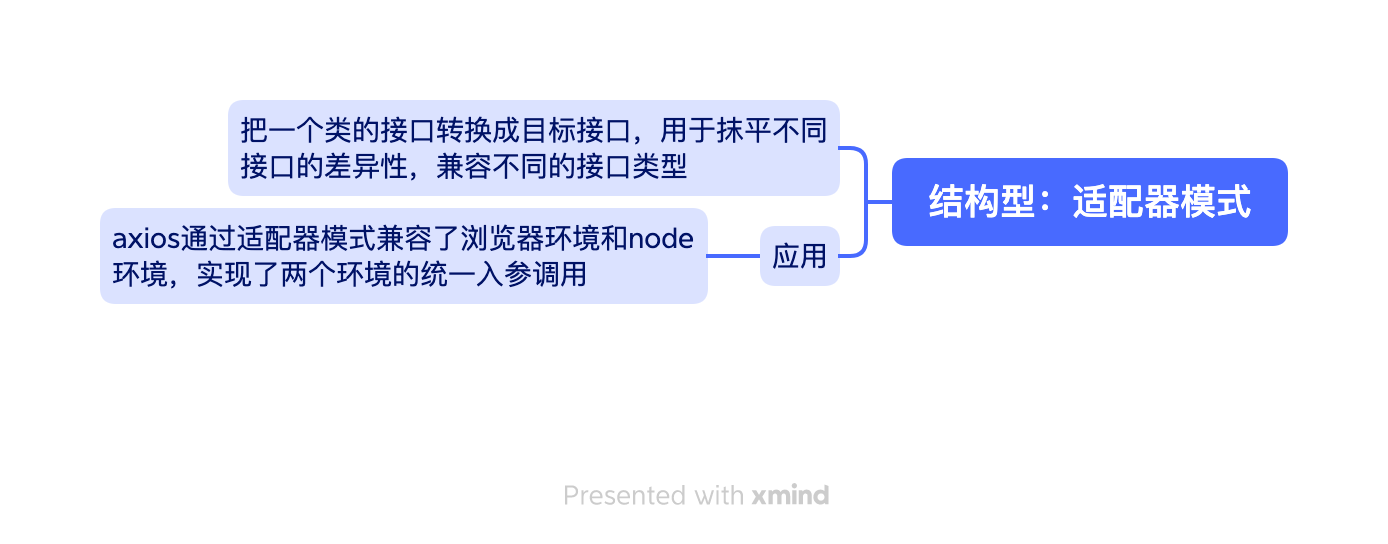 把一个类的接口转换成目标接口，用于抹平不同
接口的差异性，兼容不同的接口类型
结构型：适配器模式
axios通过适配器模式兼容了浏览器环境和node
环境，实现了两个环境的统一入参调用
应用
Presented with xmind